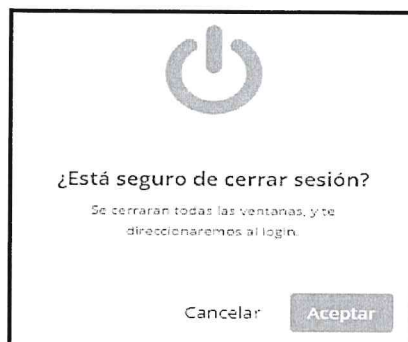 ¿Está seguro de cerrar sesión?
Se cerraran todas las ventanas, y te
direccionaremos al login.
Cancelar Aceptar